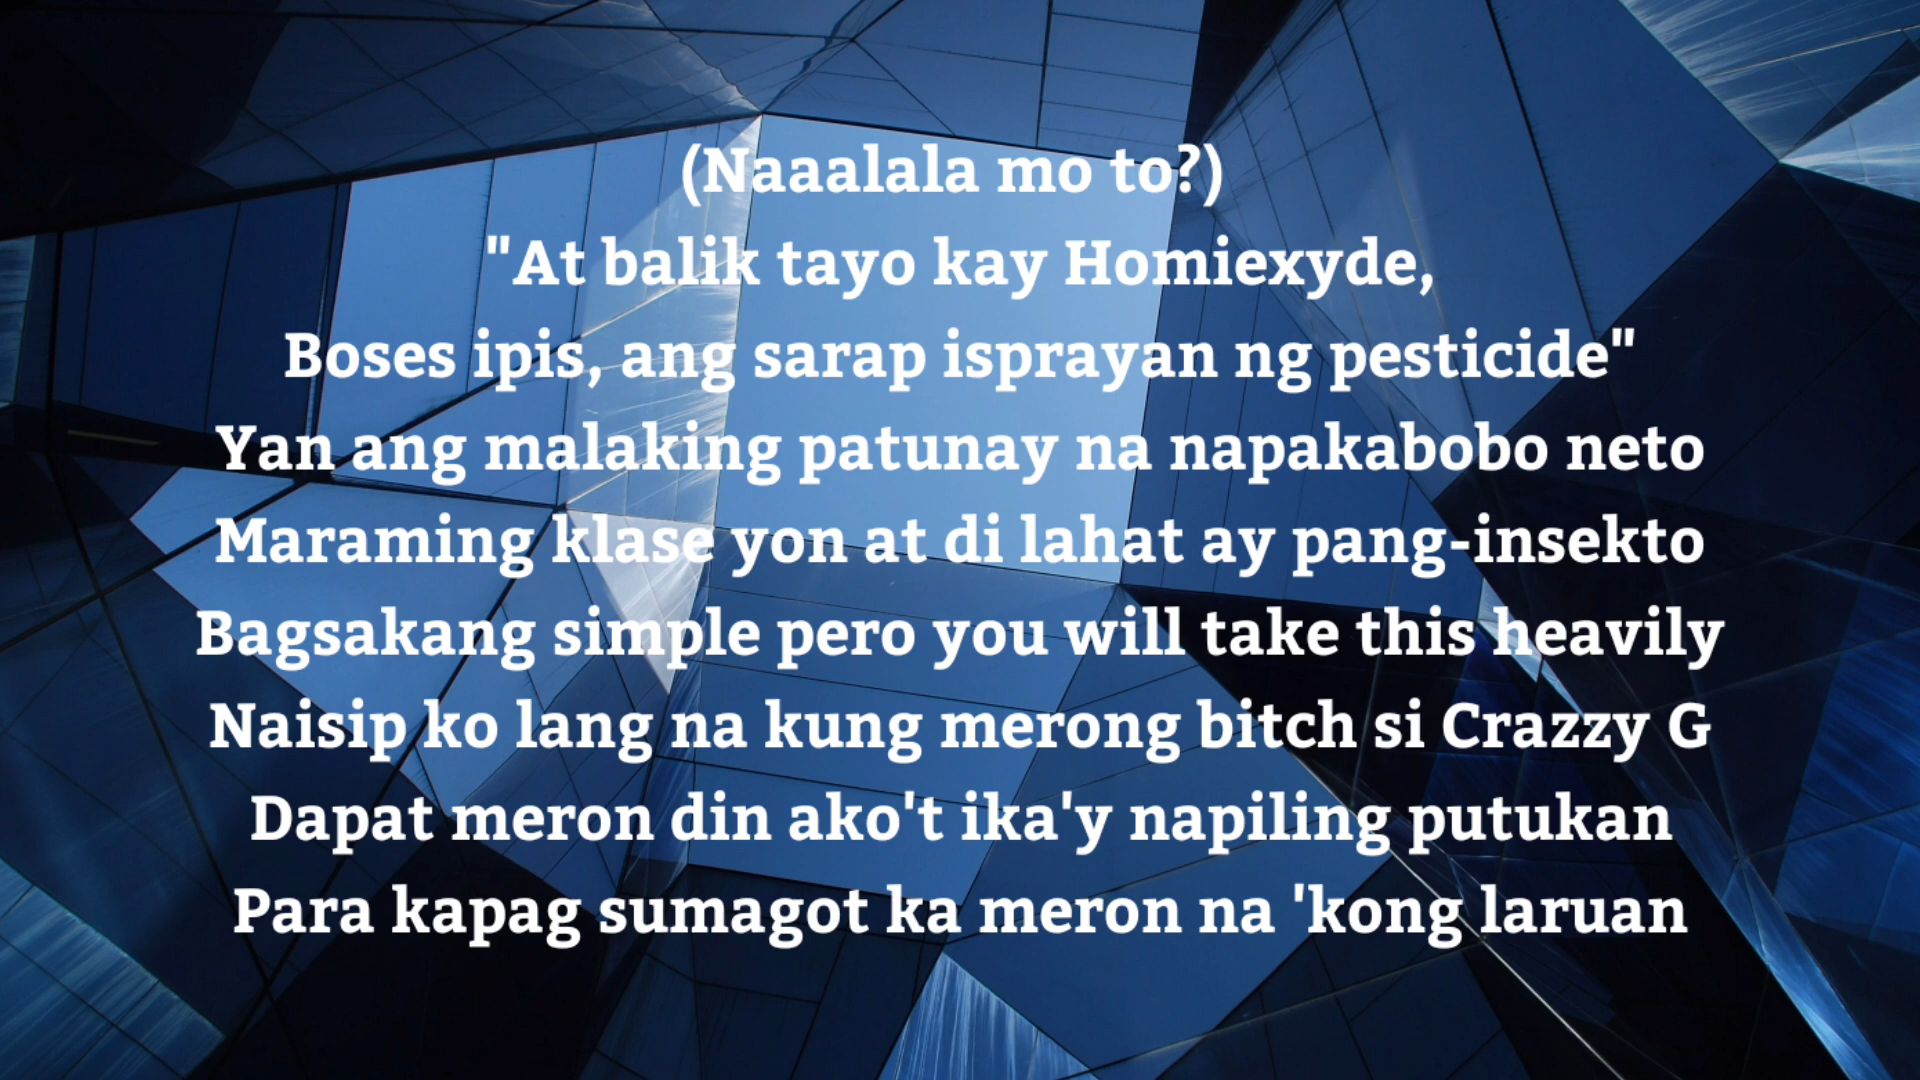 (Naaalala mo to?)
"At balik tayo kay Homiexyde,
Boses ipis, ang sarap isprayan ng pesticide"
Yan ang malaking patunay na napakabobo neto
Maraming klase yon at di lahat ay pang-insekto
Bagsakang simple pero you will take this heavily
Naisip ko lang na kung merong bitch si Crazzy G
Dapat meron din ako't ika'y napiling putukan
Para kapag sumagot ka meron na 'kong laruan